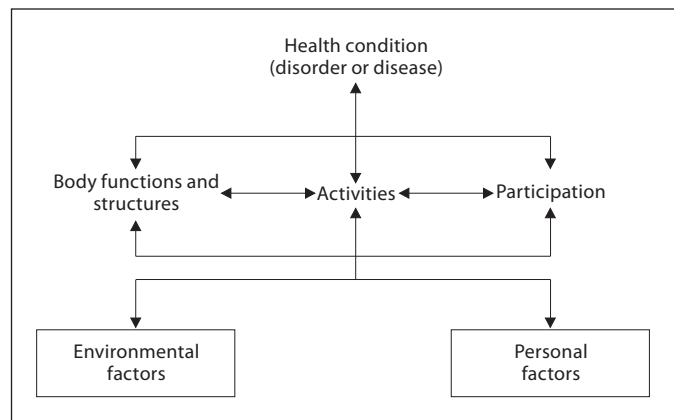 Health condition
(disorder or disease)
Body functions and
structures
Activities
Participation
Environmental
factors
Personal
factors